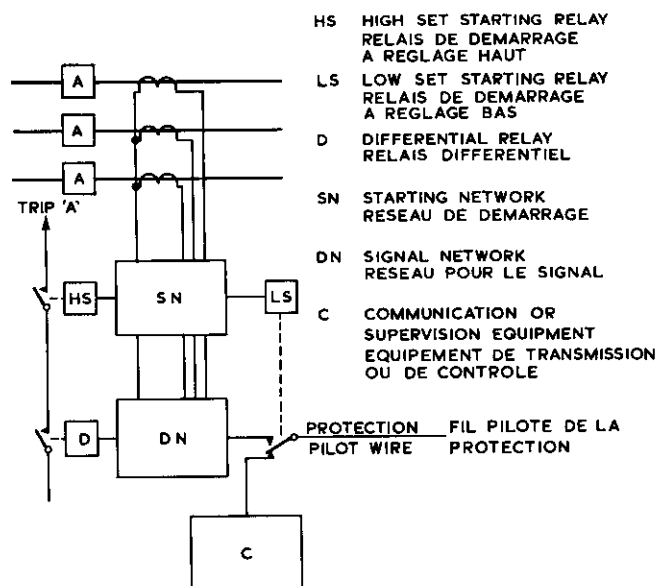 HS HIGH SET STARTING RELAY
RELAIS DE DEMARRAGE
A REGLAGE HAUT
LS LOW SET STARTING RELAY
RELAIS DE DEMARRAGE
A REGLAGE BAS
D DIFFERENTIAL RELAY
RELAIS DIFFERENTIEL
SN STARTING NETWORK
RESEAU DE DEMARRAGE
DN SIGNAL NETWORK
RESEAU POUR LE SIGNAL
C COMMUNICATION OR
SUPERVISION EQUIPMENT
EQUIPEMENT DE TRANSMISSION
OU DE CONTROLE
A
A
A
TRIP 'A'
HS
SN
LS
D
DN
PROTECTION
PILOT WIRE
FIL PILOTE DE LA
PROTECTION
C